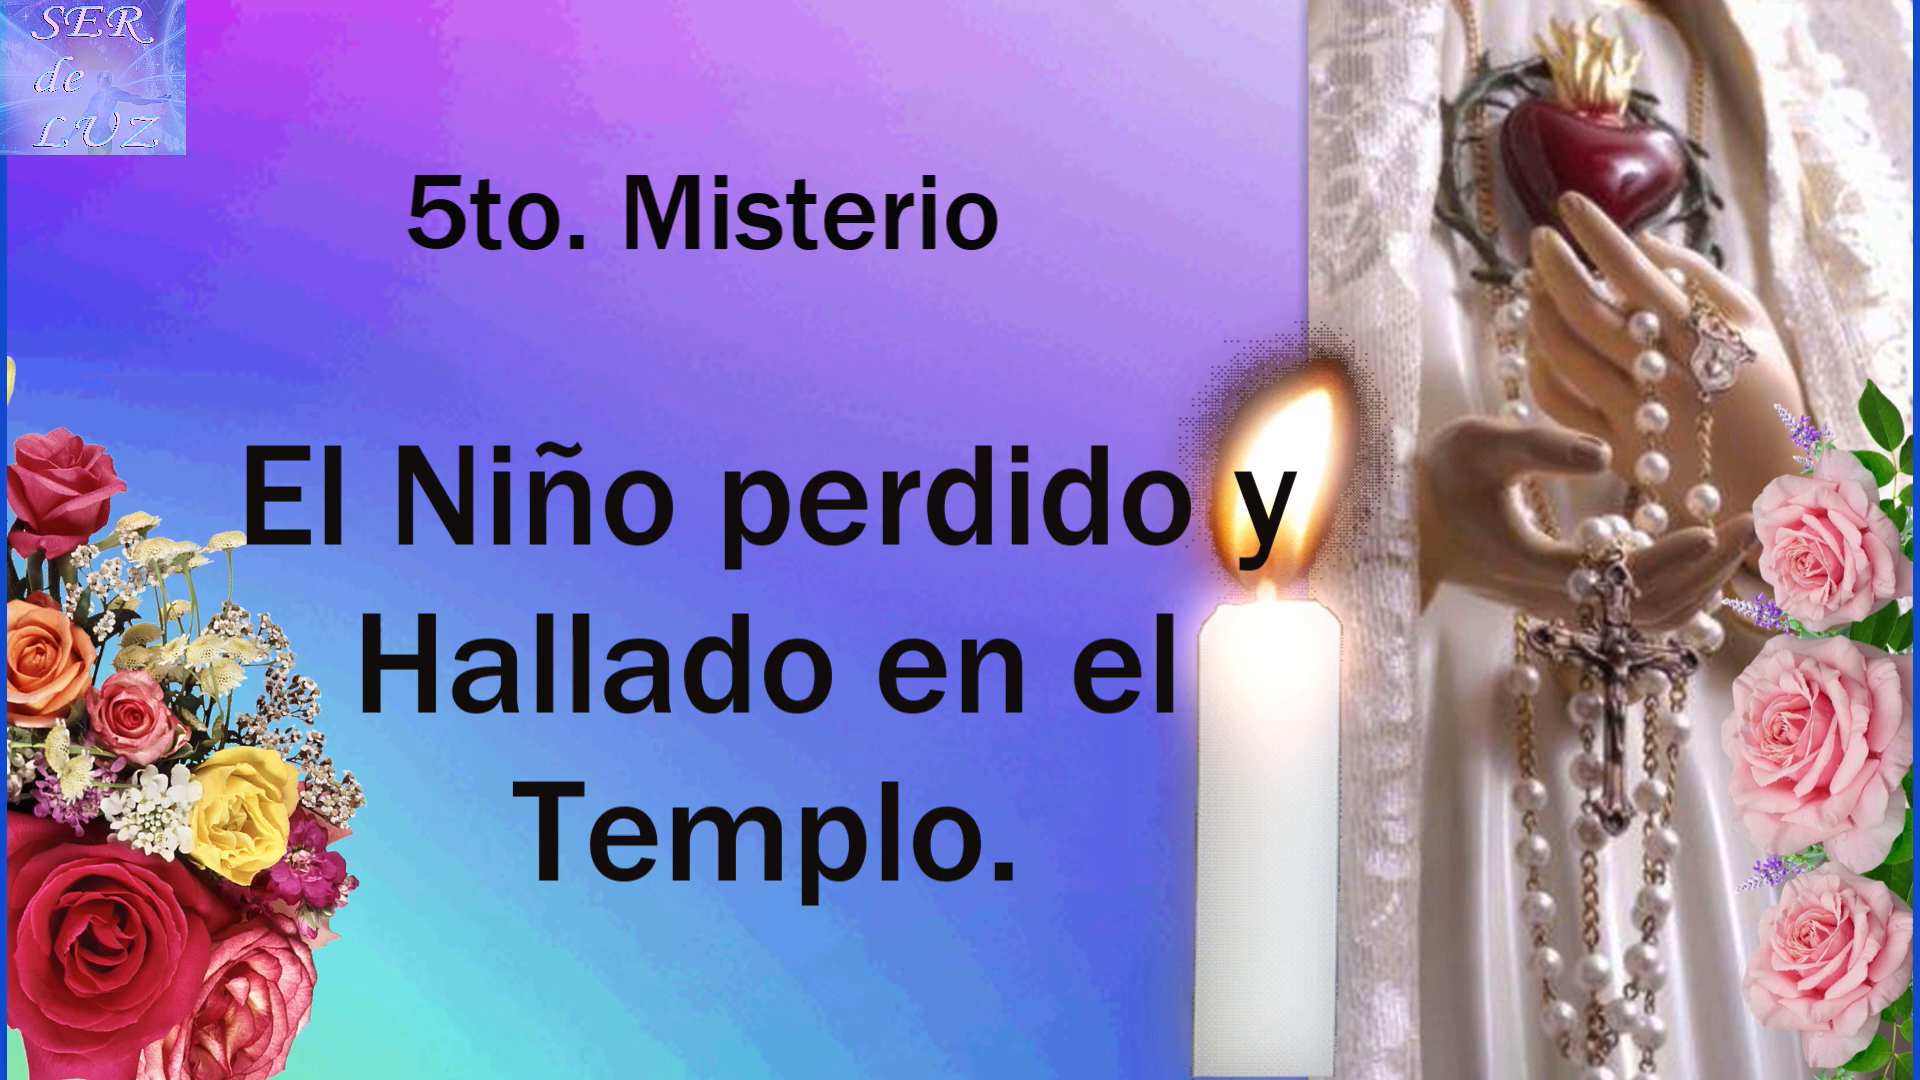 SER
de
LUZ
5to. Misterio
El Niño perdido y
Hallado en el
Templo.